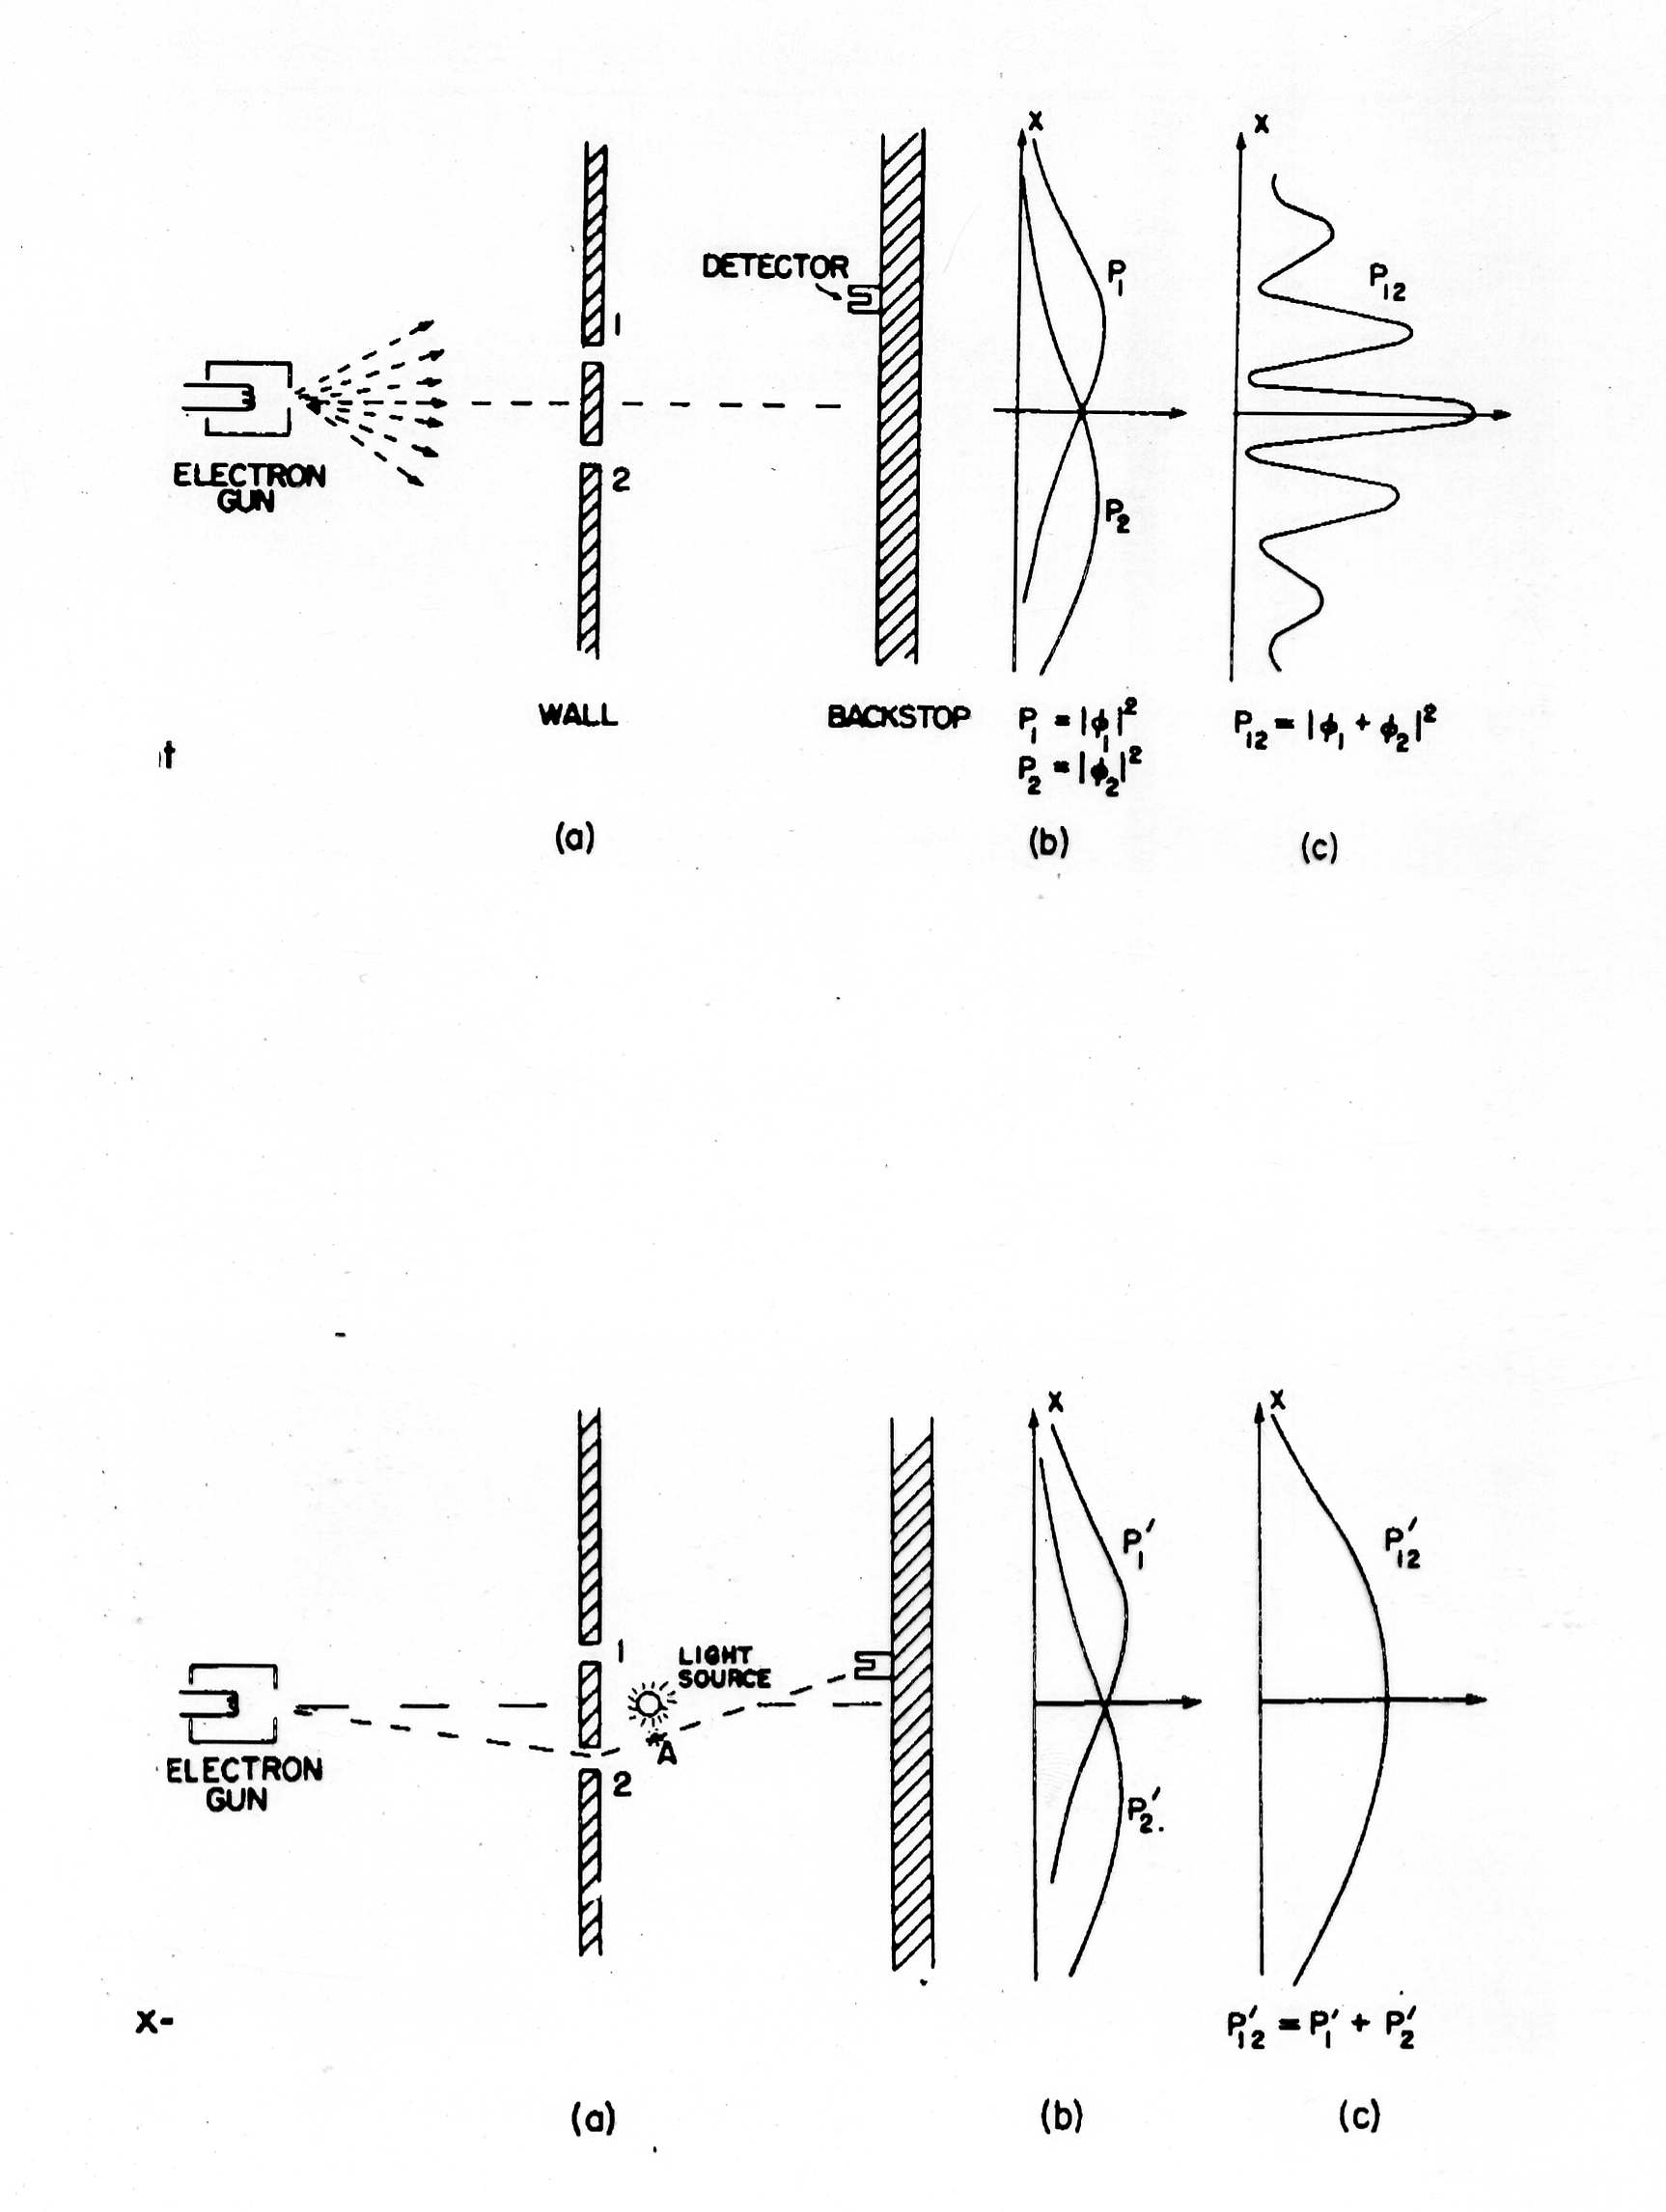 x
x
P₁
P₁₂
DETECTOR
1
ELECTRON
GUN
2
P₂
WALL
BACKSTOP
P₁ = |ϕ₁|²
P₂ = |ϕ₂|²
P₁₂ = |ϕ₁ + ϕ₂|²
(a)
(b)
(c)
x
x
P₁′
P₁₂′
1
LIGHT
SOURCE
A
ELECTRON
GUN
2
P₂′.
x-
P₁₂′ = P₁′ + P₂′
(a)
(b)
(c)